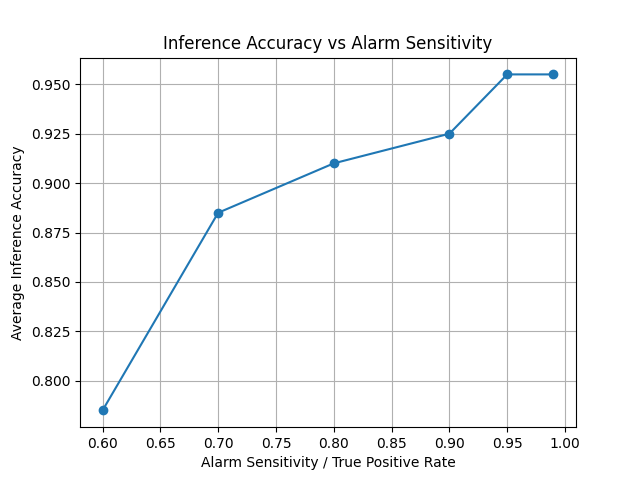 Inference Accuracy vs Alarm Sensitivity
Average Inference Accuracy
0.950
0.925
0.900
0.875
0.850
0.825
0.800
0.60 0.65 0.70 0.75 0.80 0.85 0.90 0.95 1.00
Alarm Sensitivity / True Positive Rate